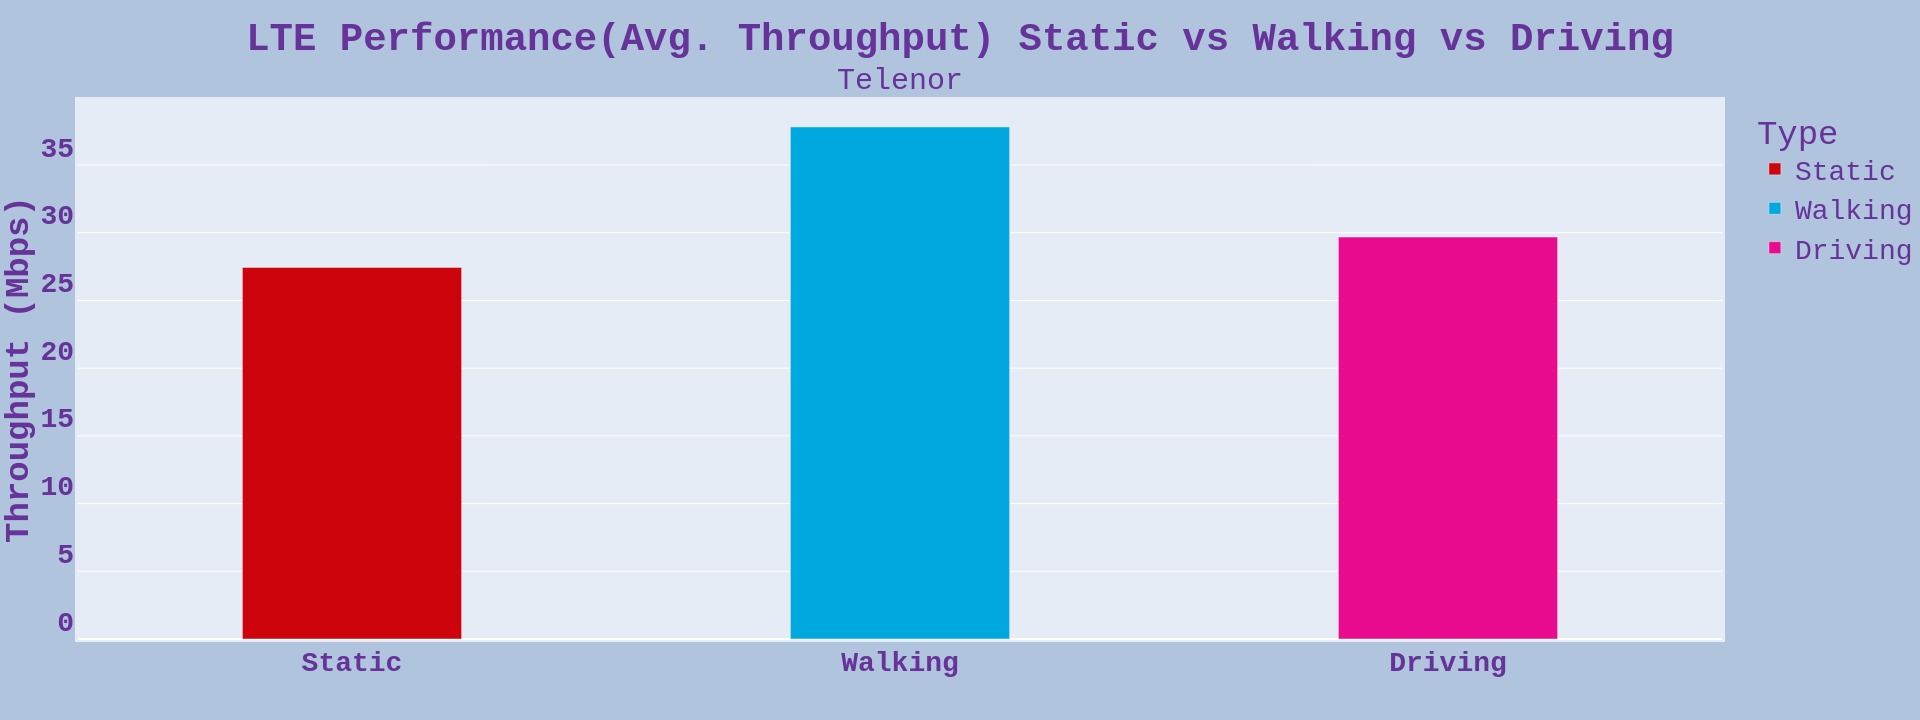 LTE Performance(Avg. Throughput) Static vs Walking vs Driving
Telenor
Throughput (Mbps)
35
30
25
20
15
10
5
0
Static
Walking
Driving
Type
Static
Walking
Driving